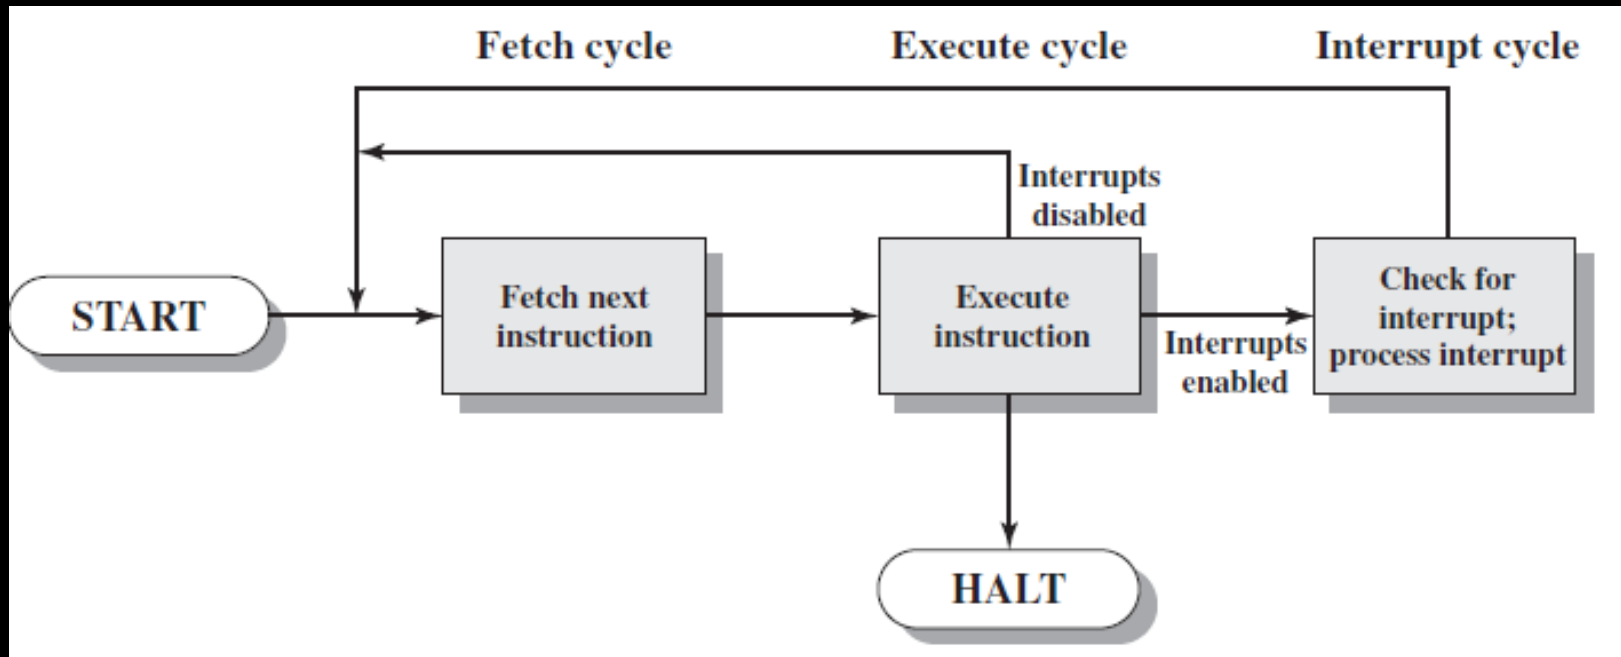 Fetch cycle
Execute cycle
Interrupt cycle
Interrupts
disabled
START
Fetch next
instruction
Execute
instruction
Interrupts
enabled
Check for
interrupt;
process interrupt
HALT